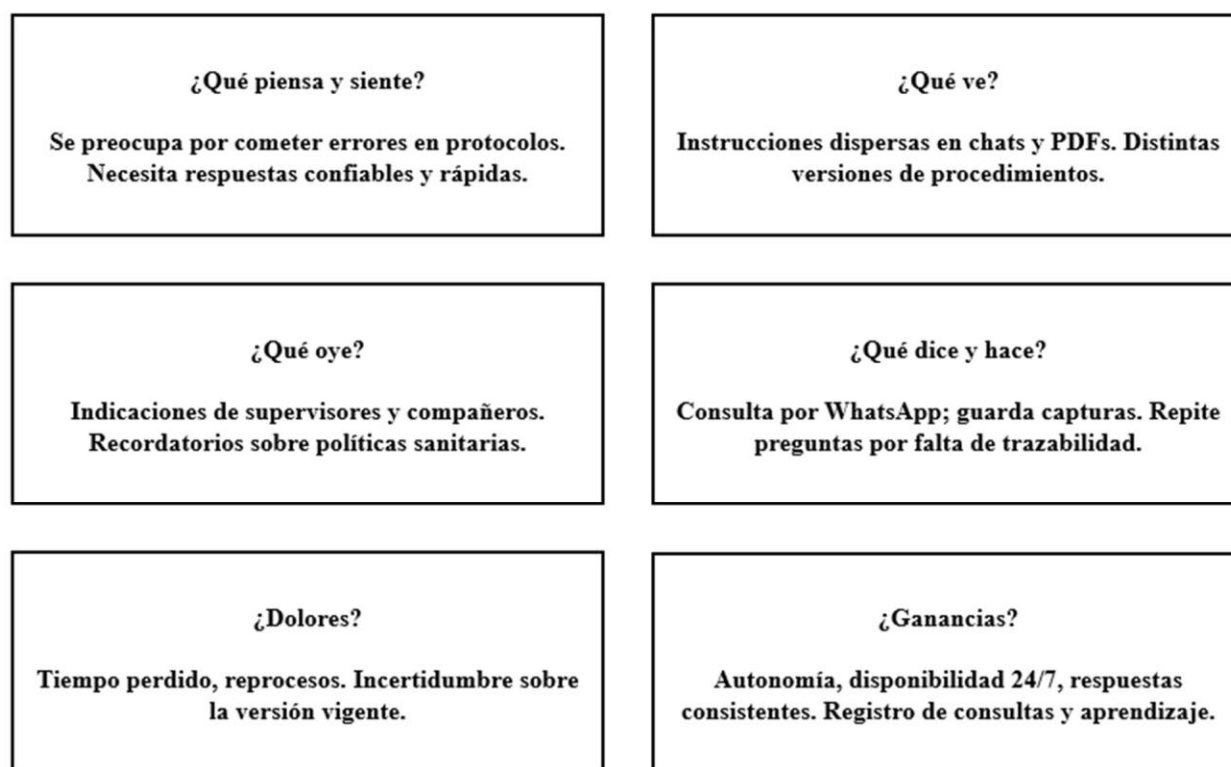 ¿Qué piensa y siente?
Se preocupa por cometer errores en protocolos.
Necesita respuestas confiables y rápidas.
¿Qué ve?
Instrucciones dispersas en chats y PDFs. Distintas
versiones de procedimientos.
¿Qué oye?
Indicaciones de supervisores y compañeros.
Recordatorios sobre políticas sanitarias.
¿Qué dice y hace?
Consulta por WhatsApp; guarda capturas. Repite
preguntas por falta de trazabilidad.
¿Dolores?
Tiempo perdido, reprocesos. Incertidumbre sobre
la versión vigente.
¿Ganancias?
Autonomía, disponibilidad 24/7, respuestas
consistentes. Registro de consultas y aprendizaje.